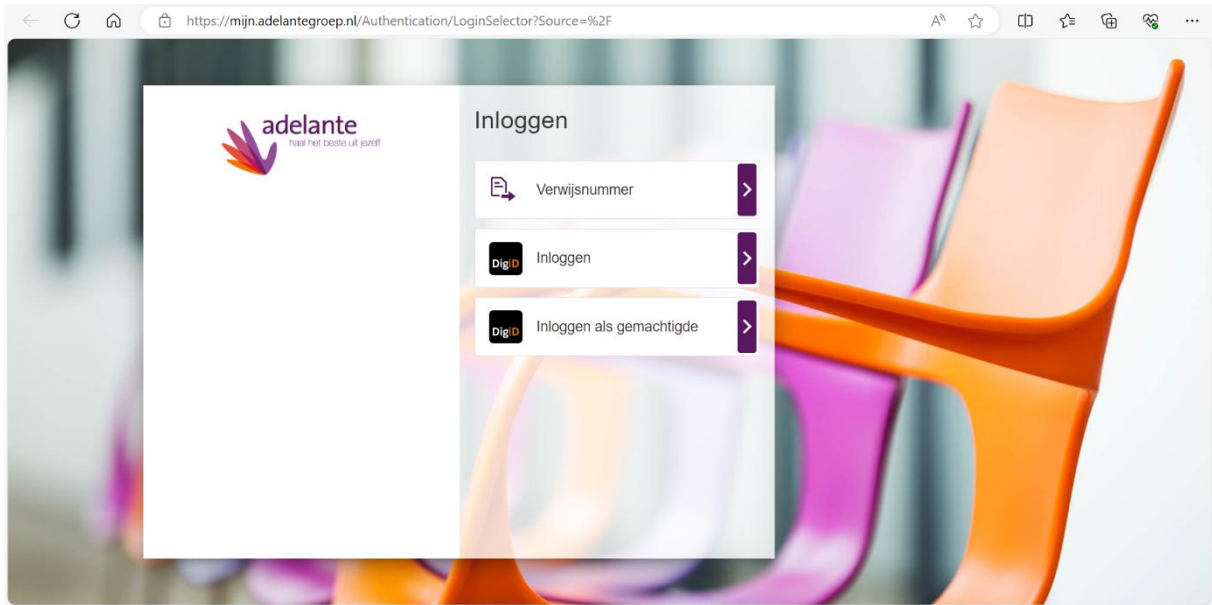 https://mijn.adelantegroep.nl/Authentication/LoginSelector?Source=%2F
adelante
haal het beste uit jezelf
Inloggen
Verwijsnummer
DigiD
Inloggen
DigiD
Inloggen als gemachtigde